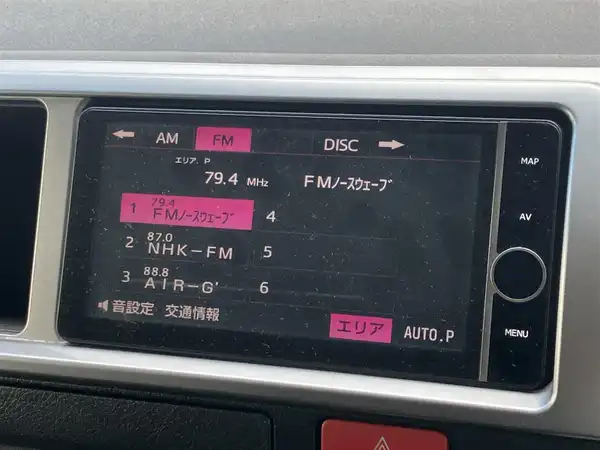 AM FM DISC
エリア. P
79.4 MHz FMノースウェーブ
79.4
1 FMノースウェーブ 4
87.0
2 NHK-FM 5
88.8
3 AIR-G' 6
音設定 交通情報
エリア AUTO.P
MAP
AV
MENU